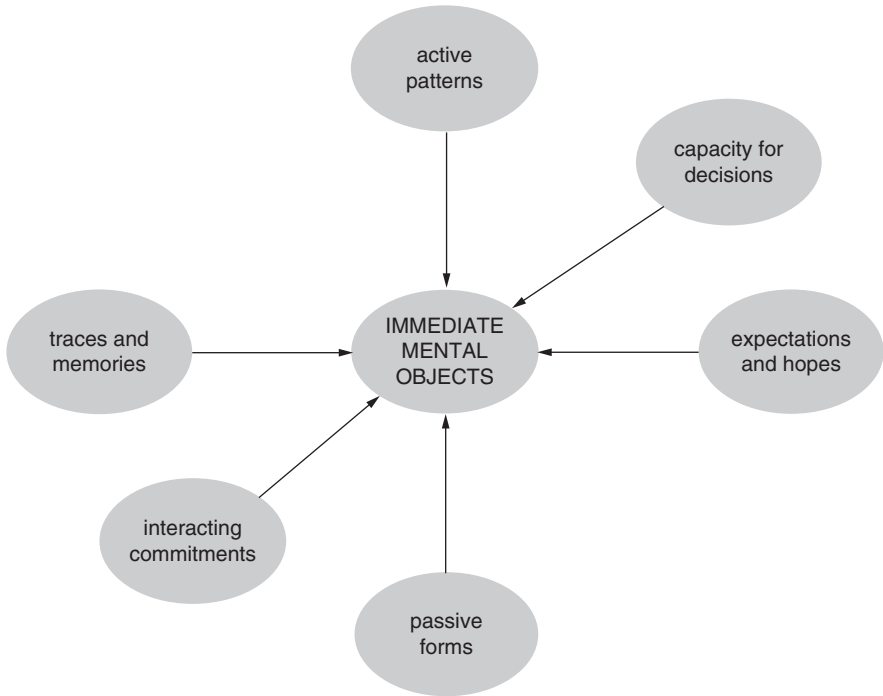 active
patterns
capacity for
decisions
traces and
memories
IMMEDIATE
MENTAL
OBJECTS
expectations
and hopes
interacting
commitments
passive
forms